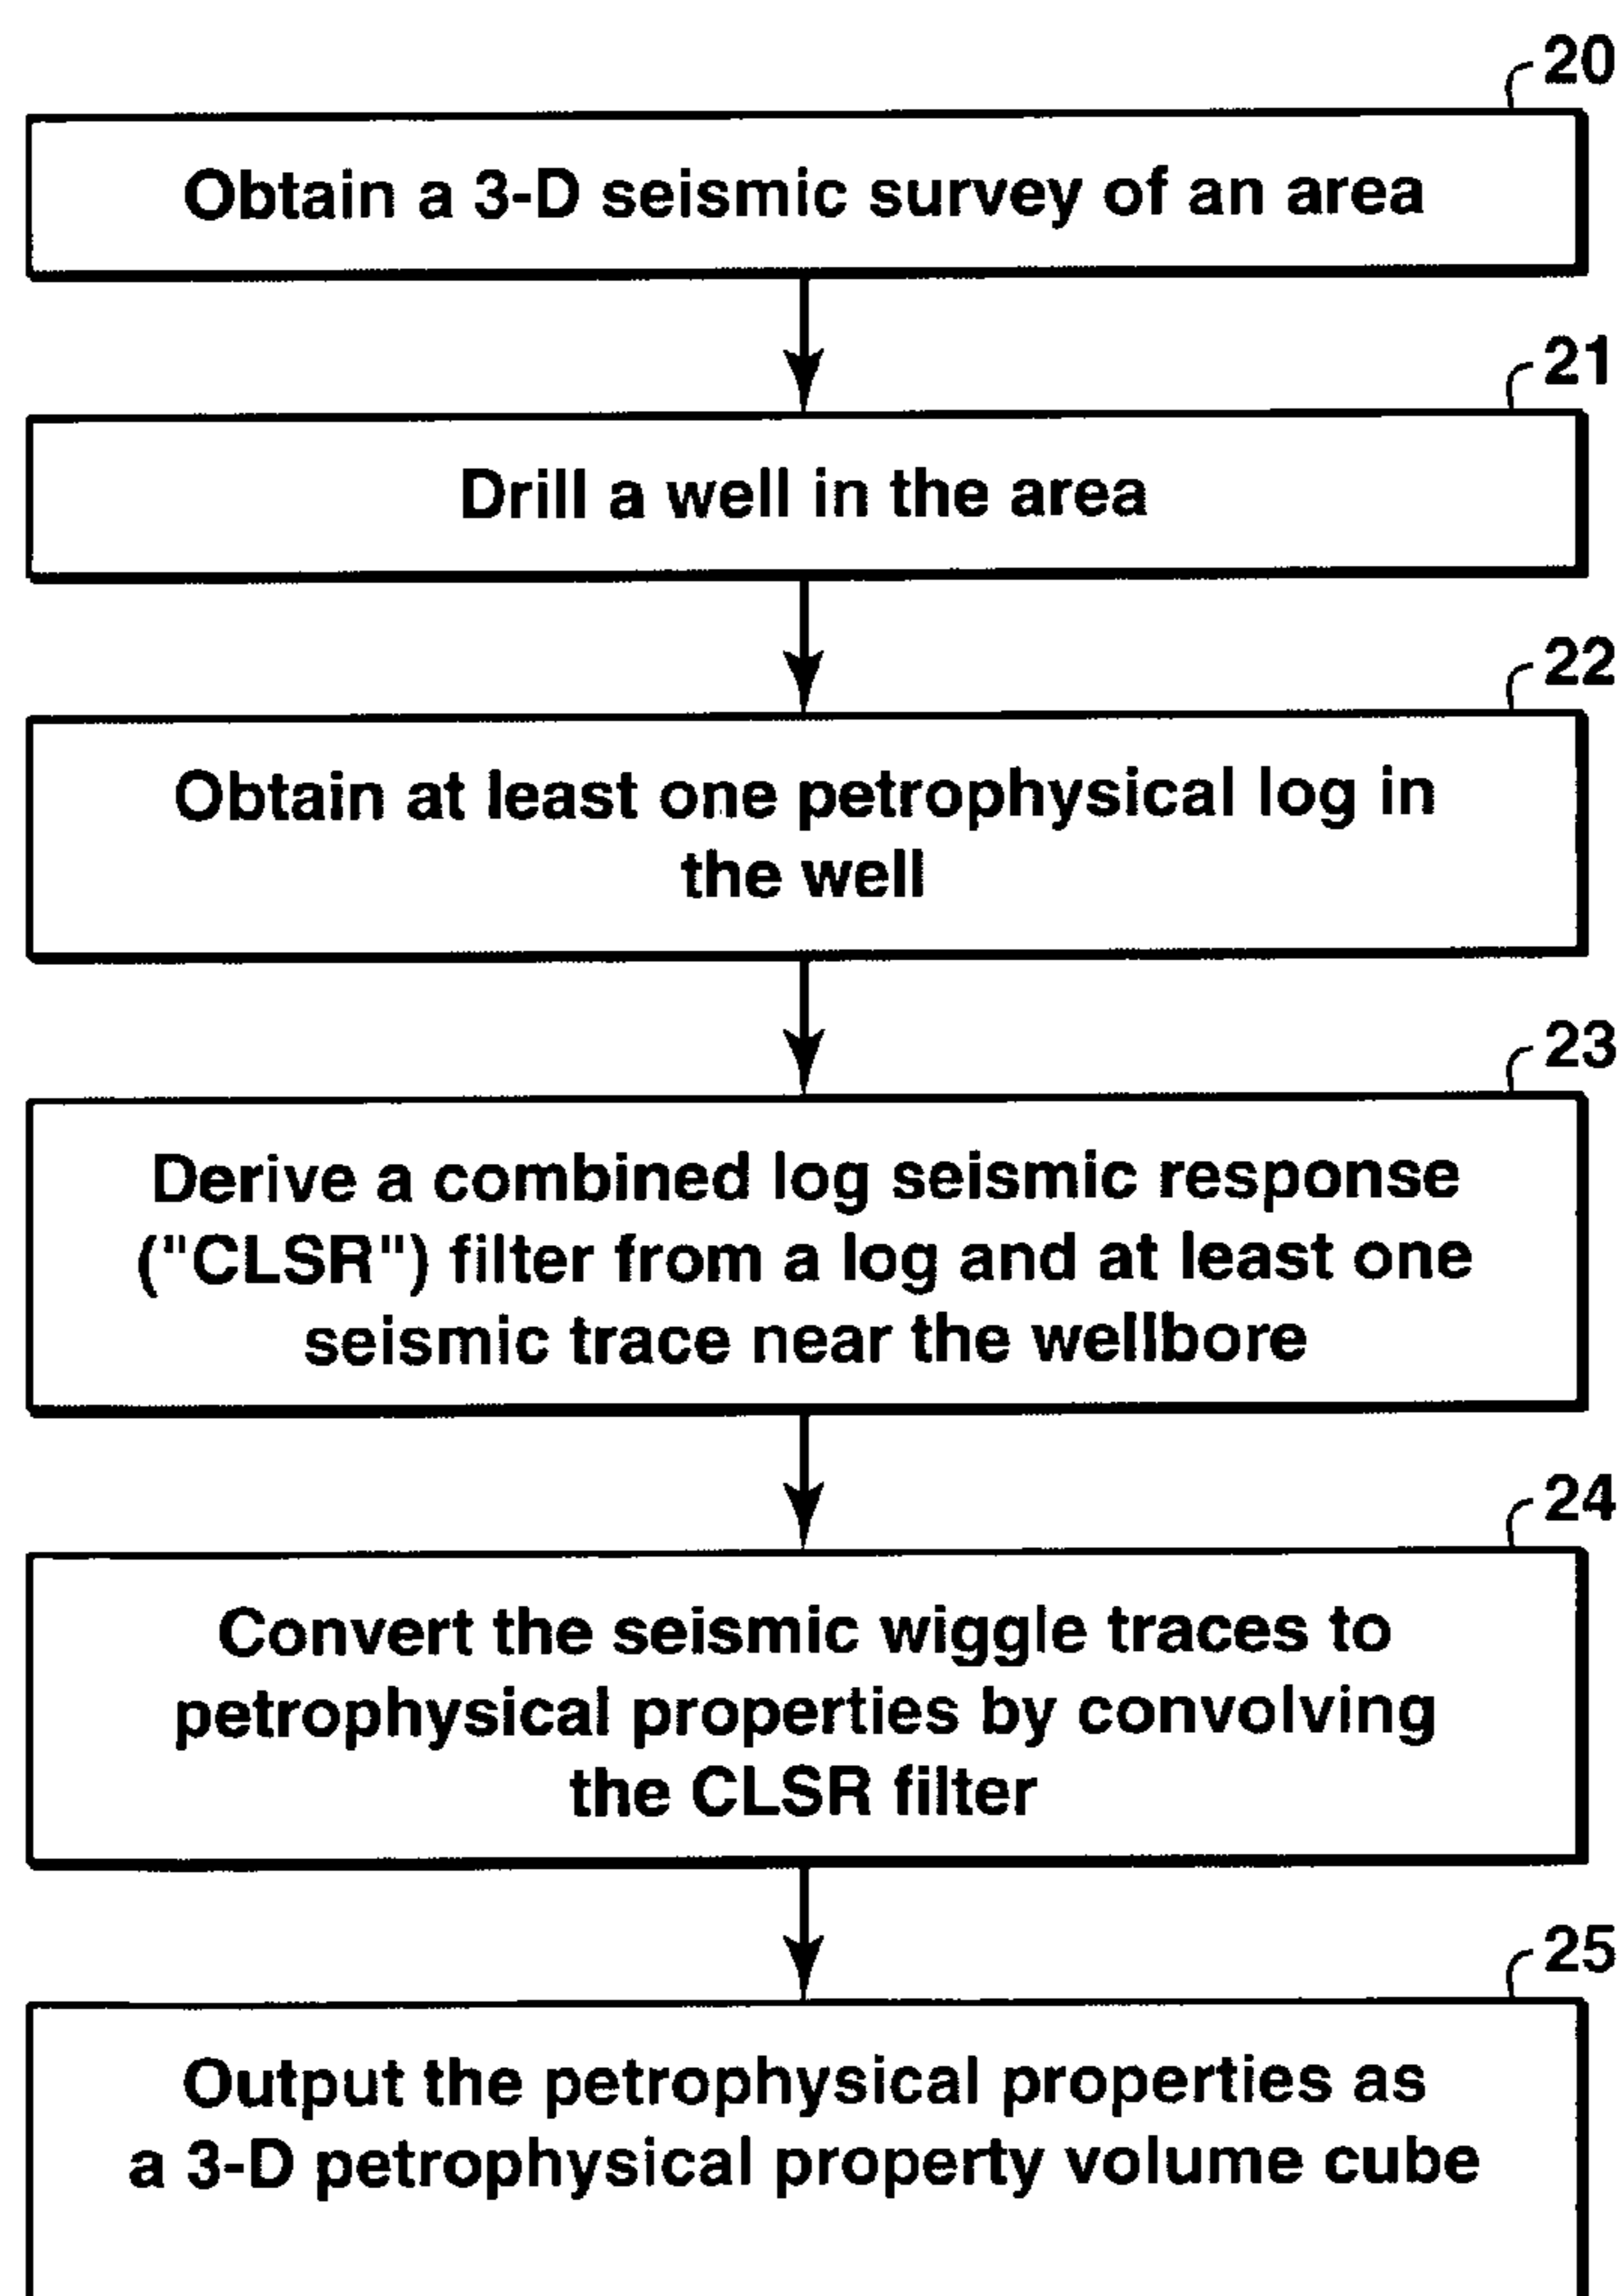 20
Obtain a 3-D seismic survey of an area
21
Drill a well in the area
22
Obtain at least one petrophysical log in
the well
23
Derive a combined log seismic response
("CLSR") filter from a log and at least one
seismic trace near the wellbore
24
Convert the seismic wiggle traces to
petrophysical properties by convolving
the CLSR filter
25
Output the petrophysical properties as
a 3-D petrophysical property volume cube